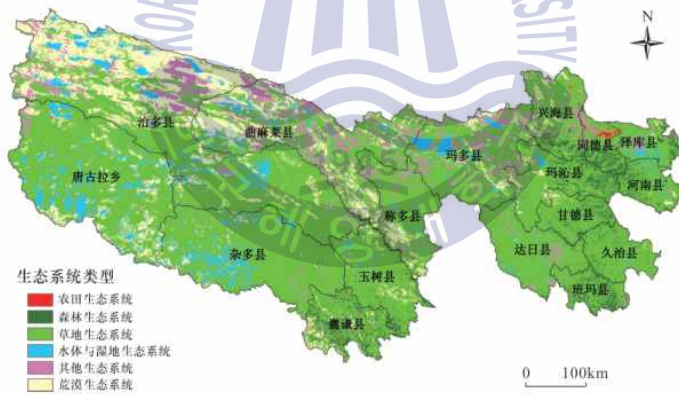 KOR
SITY
N
兴海县
治多县
曲麻莱县
同德县
泽库县
玛多县
1905
唐古拉乡
玛沁县
河南县
称多县
甘德县
杂多县
达日县
久治县
玉树县
班玛县
囊谦县
生态系统类型
农田生态系统
森林生态系统
草地生态系统
水体与湿地生态系统
其他生态系统
荒漠生态系统
0 100km